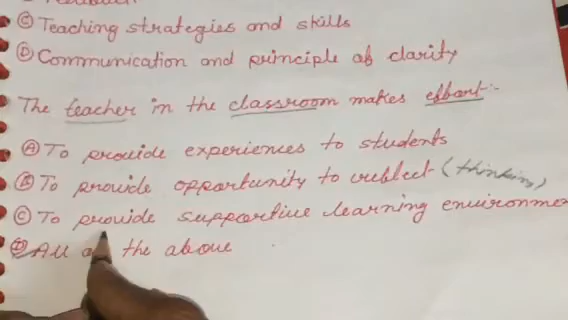 Ⓒ Teaching strategies and skills
Ⓓ Communication and principle of clarity
The teacher in the classroom makes effort:-
Ⓐ To provide experiences to students
Ⓑ To provide opportunity to reflect (thinking)
Ⓒ To provide supportive learning environme
Ⓓ All the above